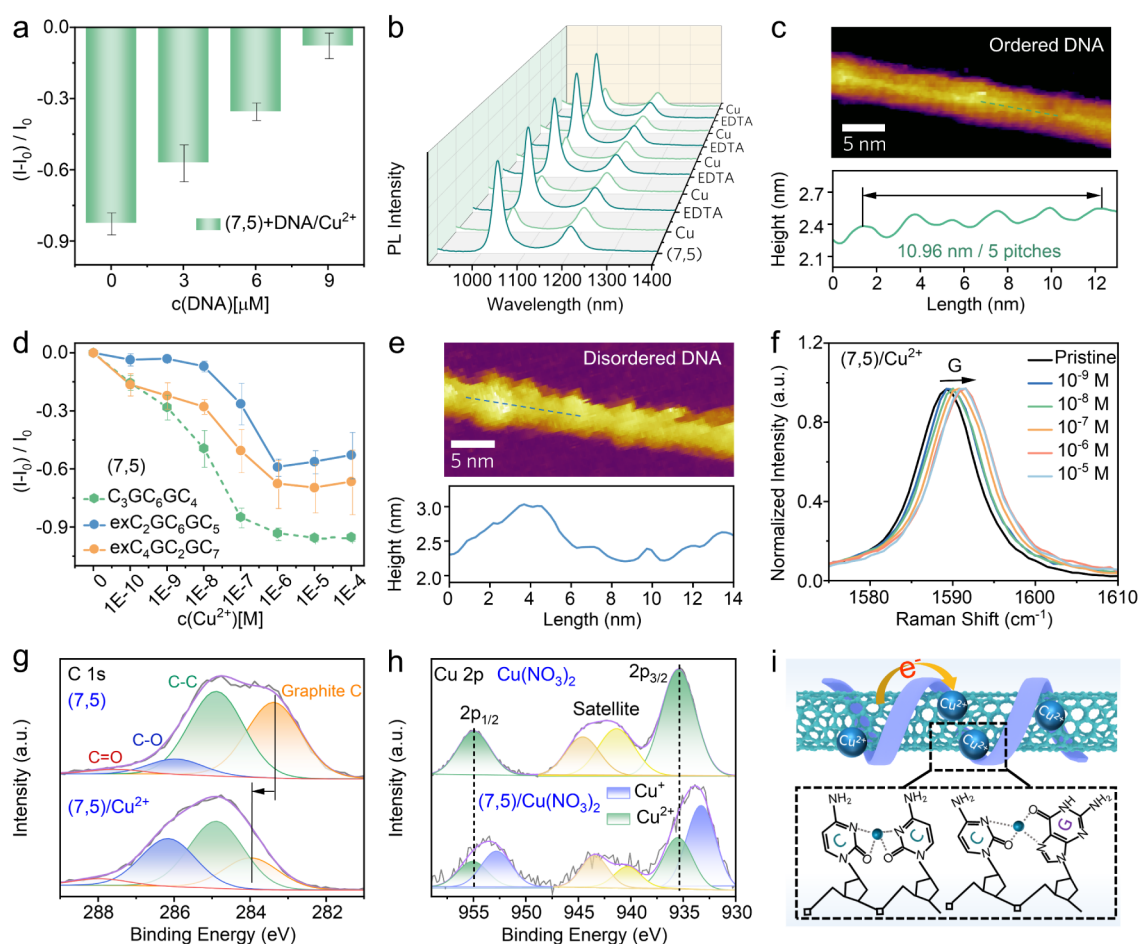 a
0.0
-0.3
-0.6
-0.9
(I-I₀) / I₀
(7,5)+DNA/Cu²⁺
0 3 6 9
c(DNA)[μM]
b
PL Intensity
Cu
EDTA
Cu
EDTA
Cu
EDTA
Cu
EDTA
Cu
(7,5)
1000 1100 1200 1300 1400
Wavelength (nm)
c
Ordered DNA
5 nm
2.7
2.4
2.1
Height (nm)
10.96 nm / 5 pitches
0 2 4 6 8 10 12
Length (nm)
d
0.0
-0.3
-0.6
-0.9
(I-I₀) / I₀
(7,5)
C₃GC₆GC₄
exC₂GC₆GC₅
exC₄GC₂GC₇
0 1E-10 1E-9 1E-8 1E-7 1E-6 1E-5 1E-4
c(Cu²⁺)[M]
e
Disordered DNA
5 nm
3.0
2.5
2.0
Height (nm)
0 2 4 6 8 10 12 14
Length (nm)
f
(7,5)/Cu²⁺
G
Pristine
10⁻⁹ M
10⁻⁸ M
10⁻⁷ M
10⁻⁶ M
10⁻⁵ M
1.2
0.9
0.6
0.3
0.0
Normalized Intensity (a.u.)
1580 1590 1600 1610
Raman Shift (cm⁻¹)
g
C 1s
(7,5)
C-C
Graphite C
C-O
C=O
(7,5)/Cu²⁺
Intensity (a.u.)
288 286 284 282
Binding Energy (eV)
h
Cu 2p
Cu(NO₃)₂
2p₃/₂
2p₁/₂
Satellite
(7,5)/Cu(NO₃)₂
Cu⁺
Cu²⁺
Intensity (a.u.)
955 950 945 940 935 930
Binding Energy (eV)
i
e⁻
Cu²⁺
Cu²⁺
Cu²⁺
Cu²⁺
NH₂
NH₂
NH₂
O
NH
NH₂
C
N
N
C
C
N
G
N
N
O
O
N
O
N
N
N